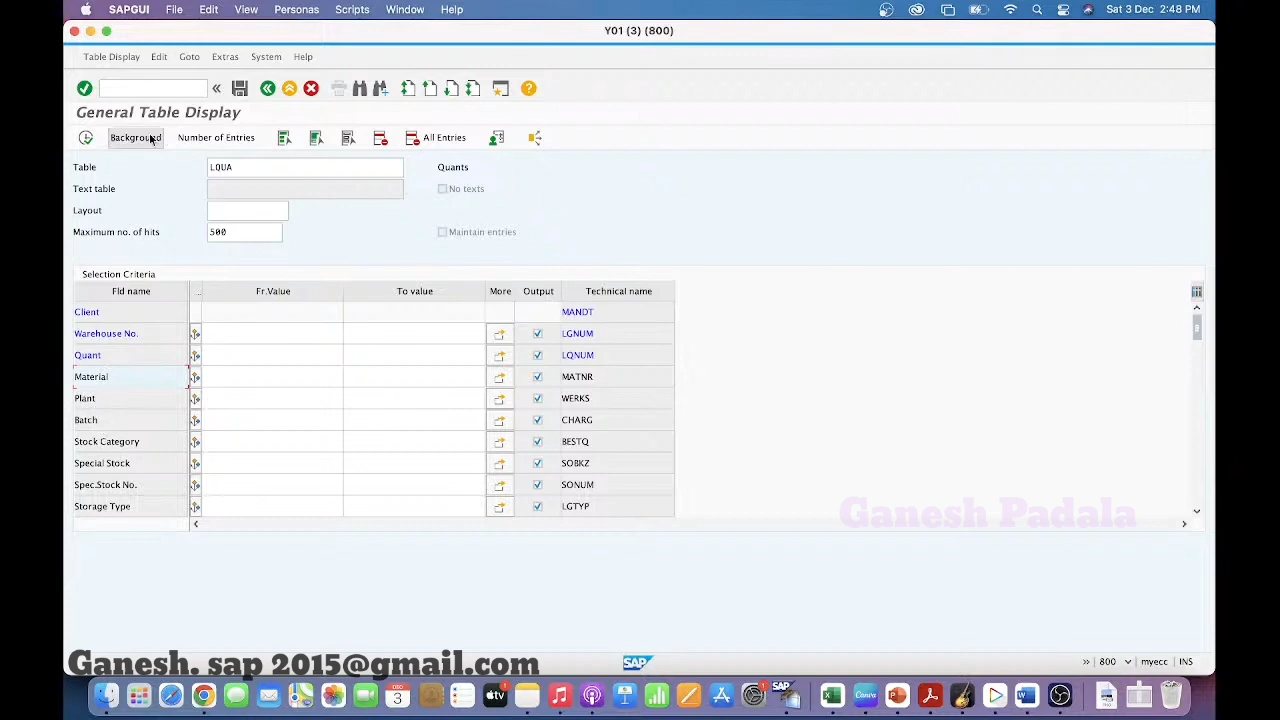 SAPGUI File Edit View Personas Scripts Window Help Sat 3 Dec 2:48 PM
Y01 (3) (800)
Table Display Edit Goto Extras System Help
General Table Display
Background Number of Entries All Entries
Table LQUA Quants
Text table No texts
Layout
Maximum no. of hits 500 Maintain entries
Selection Criteria
Fld name ... Fr.Value To value More Output Technical name
Client MANDT
Warehouse No. LGNUM
Quant LQNUM
Material MATNR
Plant WERKS
Batch CHARG
Stock Category BESTQ
Special Stock SOBKZ
Spec.Stock No. SONUM
Storage Type LGTYP
Ganesh Padala
Ganesh. sap 2015@gmail.com
SAP 800 myecc INS